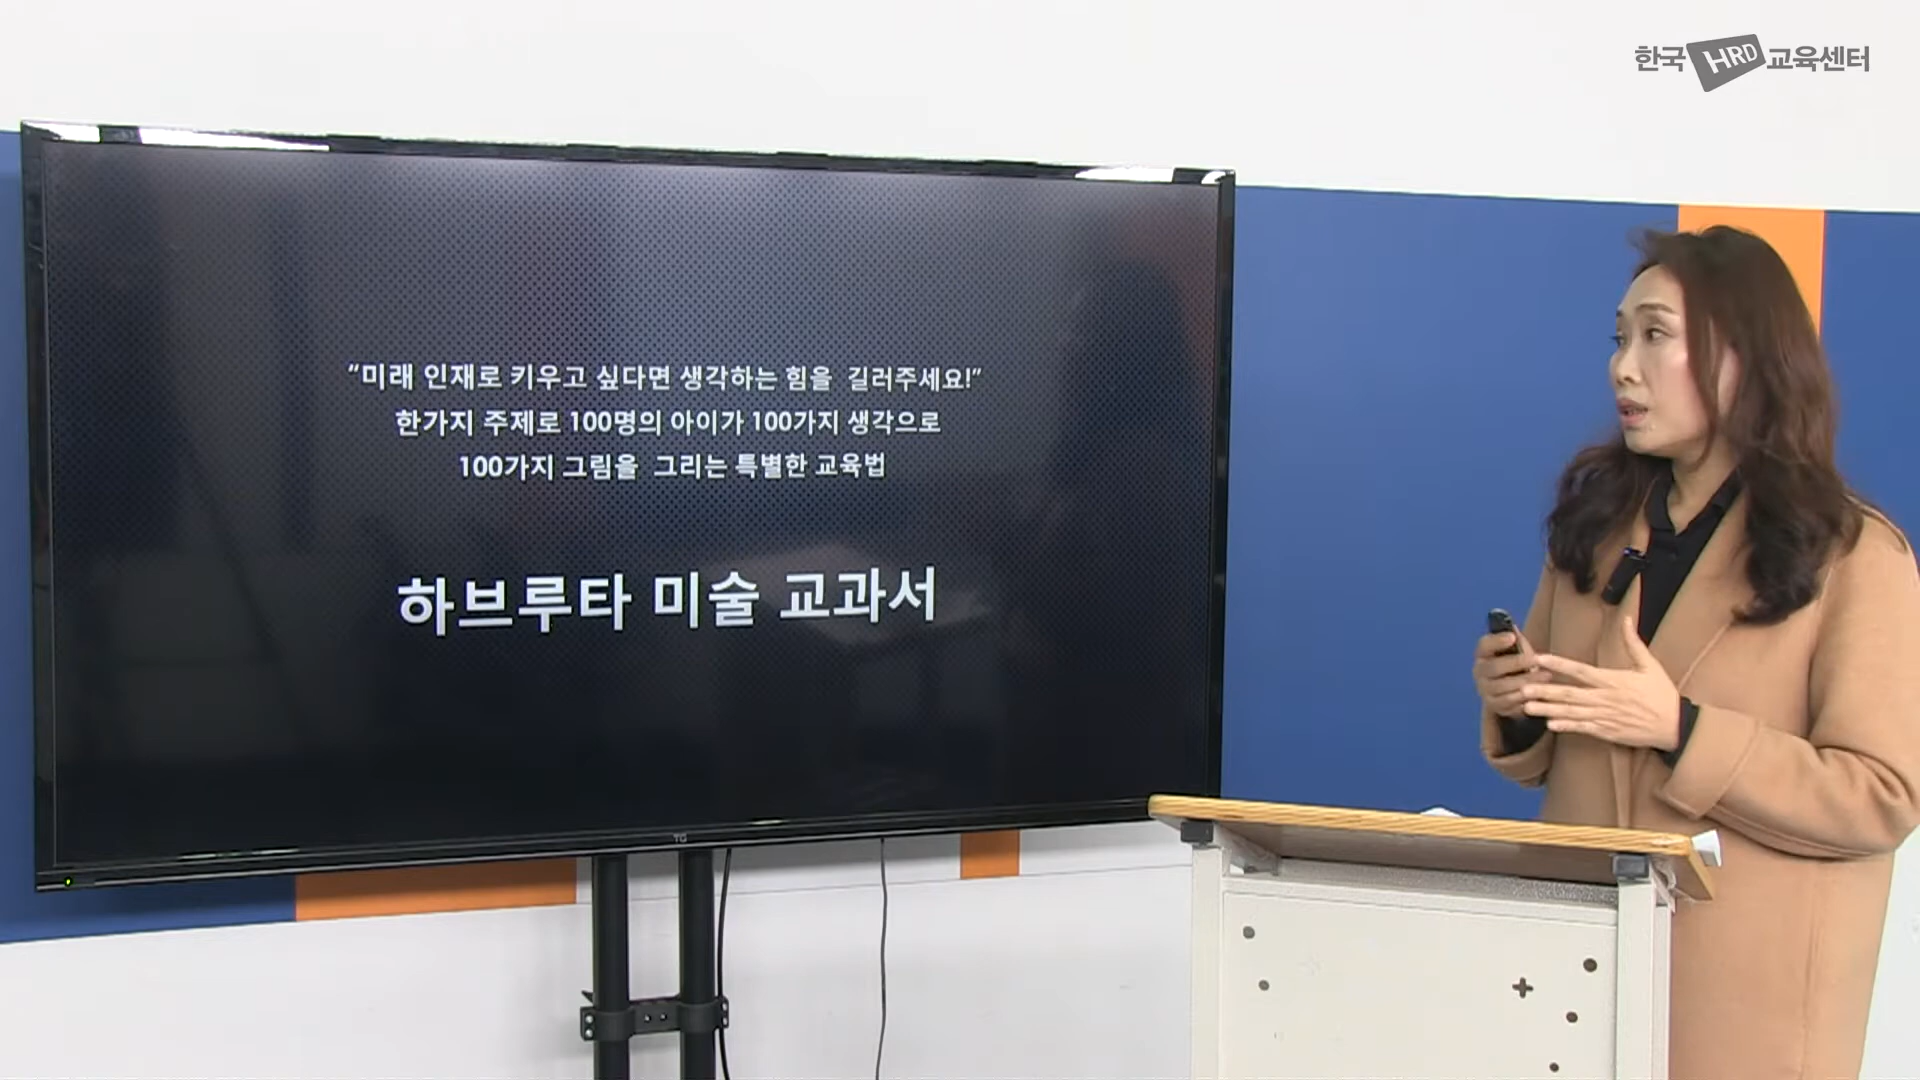 한국 HRD 교육센터
“미래 인재로 키우고 싶다면 생각하는 힘을 길러주세요!”
한가지 주제로 100명의 아이가 100가지 생각으로
100가지 그림을 그리는 특별한 교육법
하브루타 미술 교과서
TG